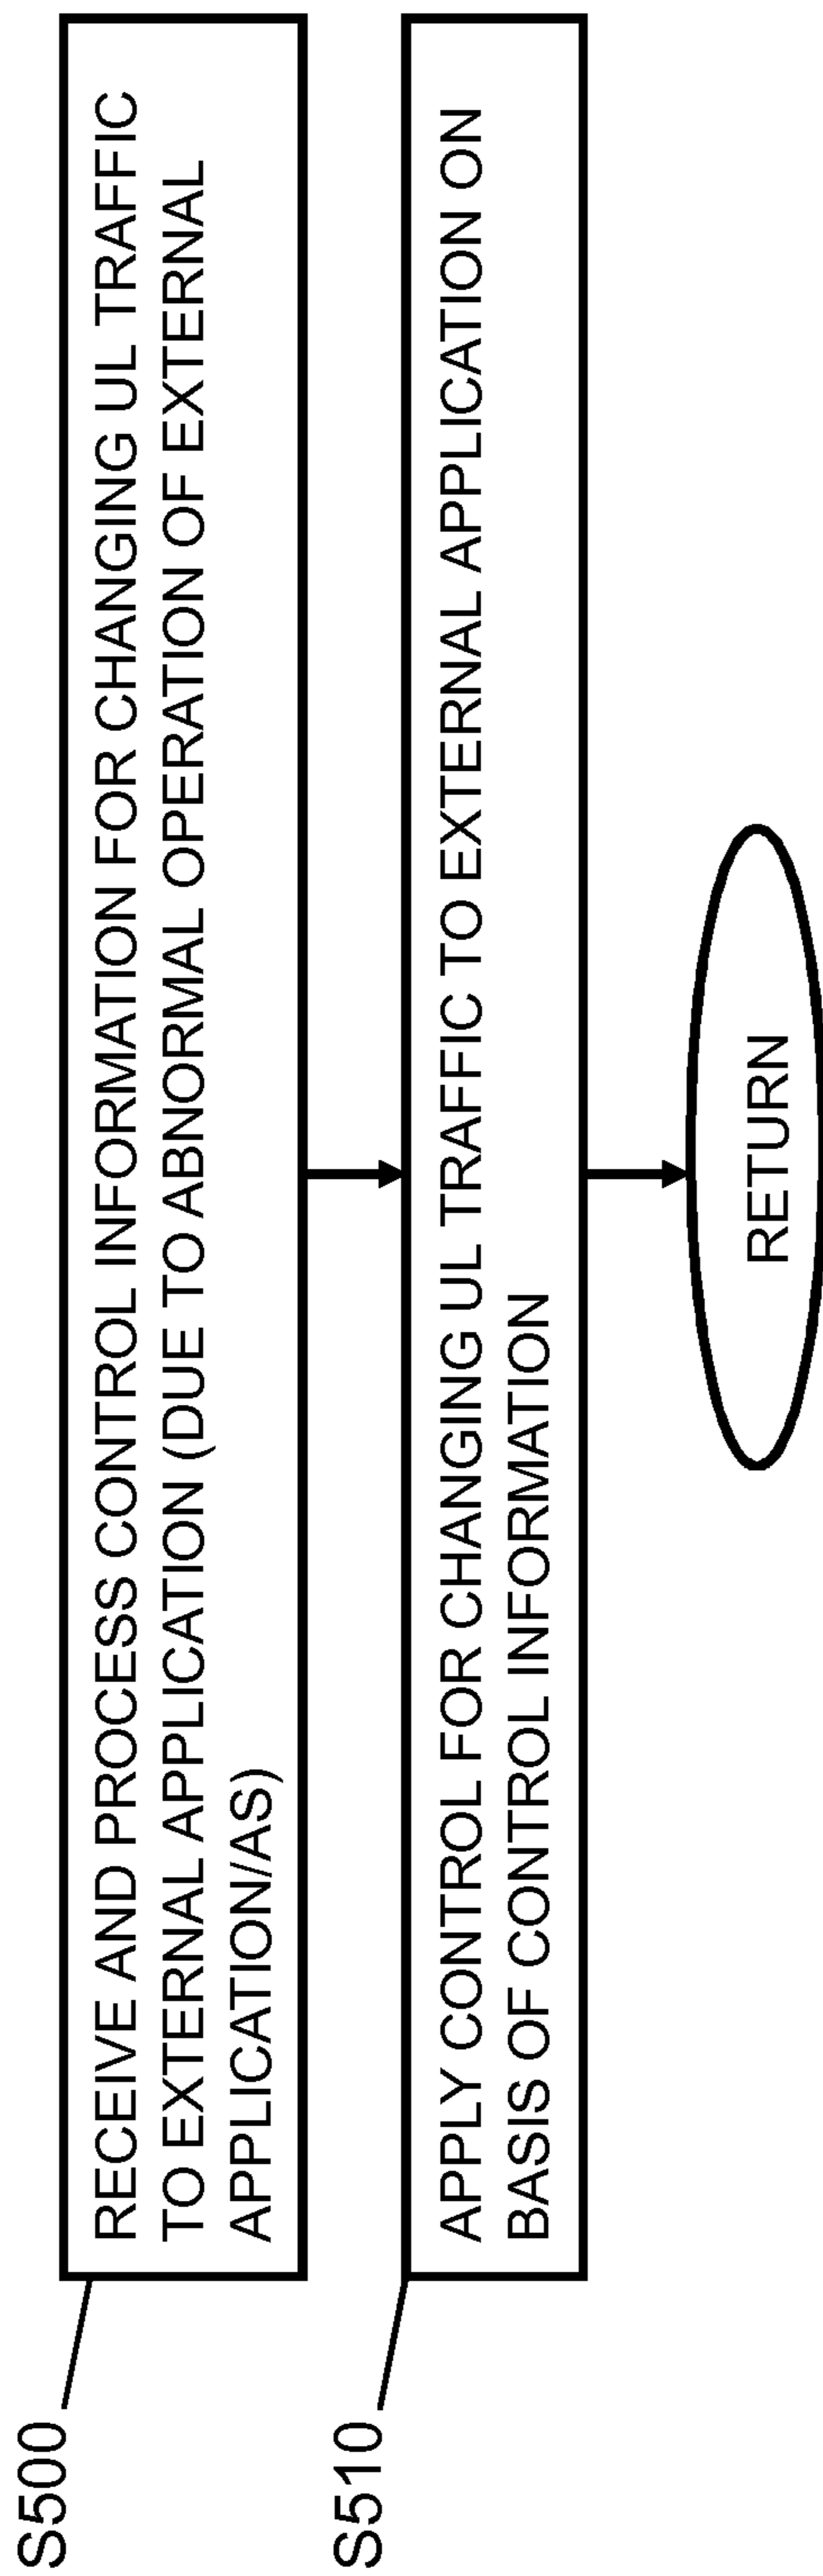 S500
RECEIVE AND PROCESS CONTROL INFORMATION FOR CHANGING UL TRAFFIC
TO EXTERNAL APPLICATION (DUE TO ABNORMAL OPERATION OF EXTERNAL
APPLICATION/AS)
S510
APPLY CONTROL FOR CHANGING UL TRAFFIC TO EXTERNAL APPLICATION ON
BASIS OF CONTROL INFORMATION
RETURN